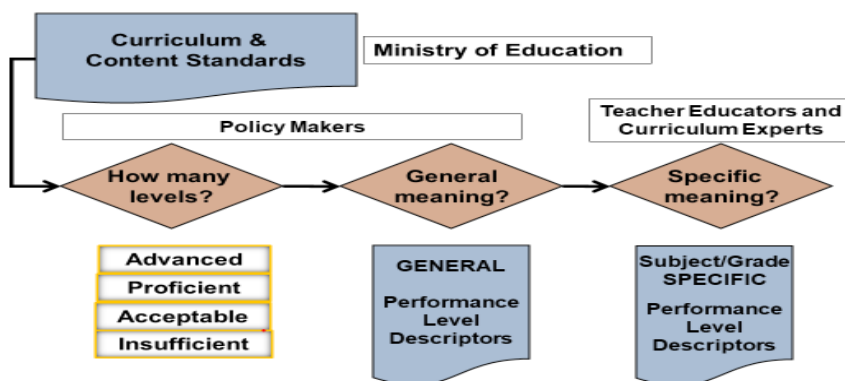 Curriculum &
Content Standards
Ministry of Education
Policy Makers
Teacher Educators and
Curriculum Experts
How many
levels?
General
meaning?
Specific
meaning?
Advanced
Proficient
Acceptable
Insufficient
GENERAL
Performance
Level
Descriptors
Subject/Grade
SPECIFIC
Performance
Level
Descriptors